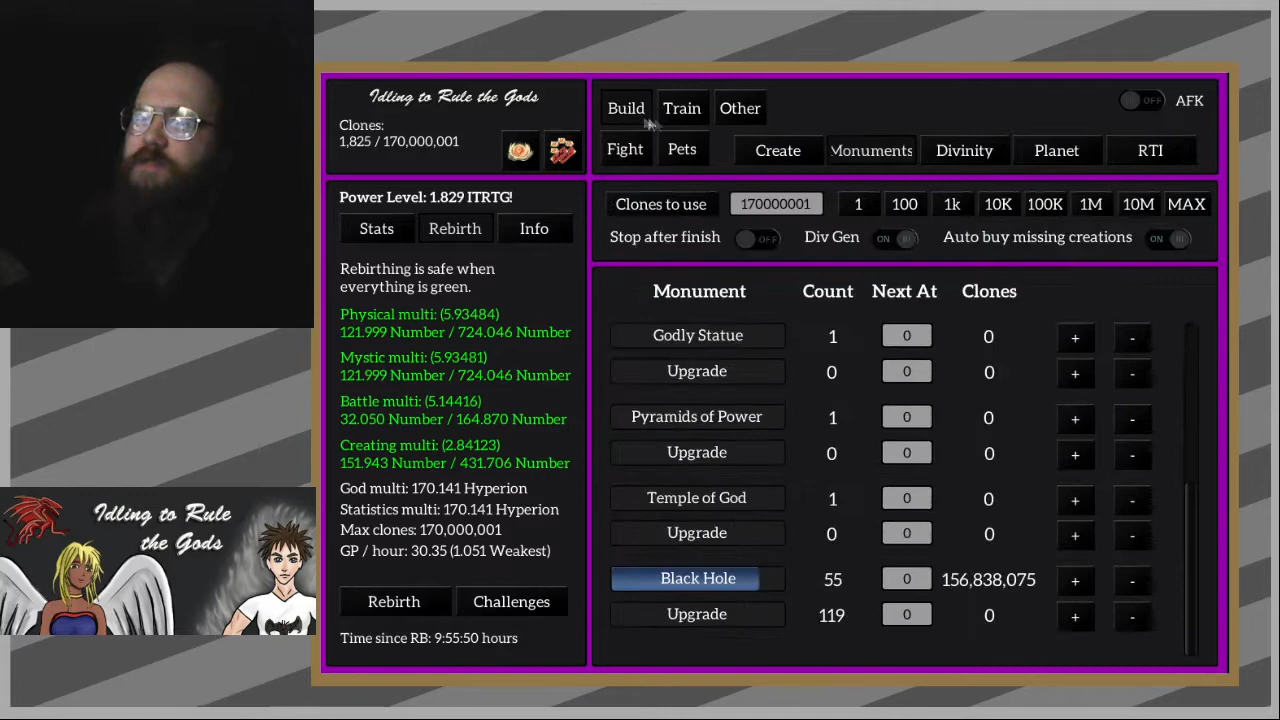 Idling to Rule the Gods
Clones:
1,825 / 170,000,001
Build
Train
Other
OFF
AFK
Fight
Pets
Create
Monuments
Divinity
Planet
RTI
Power Level: 1.829 ITRTG!
Stats
Rebirth
Info
Rebirthing is safe when
everything is green.
Physical multi: (5.93484)
121.999 Number / 724.046 Number
Mystic multi: (5.93481)
121.999 Number / 724.046 Number
Battle multi: (5.14416)
32.050 Number / 164.870 Number
Creating multi: (2.84123)
151.943 Number / 431.706 Number
God multi: 170.141 Hyperion
Statistics multi: 170.141 Hyperion
Max clones: 170,000,001
GP / hour: 30.35 (1.051 Weakest)
Rebirth
Challenges
Time since RB: 9:55:50 hours
Clones to use
170000001
1
100
1k
10K
100K
1M
10M
MAX
Stop after finish
OFF
Div Gen
ON
Auto buy missing creations
ON
Monument
Count
Next At
Clones
Godly Statue
1
0
0
+
-
Upgrade
0
0
0
+
-
Pyramids of Power
1
0
0
+
-
Upgrade
0
0
0
+
-
Temple of God
1
0
0
+
-
Upgrade
0
0
0
+
-
Black Hole
55
0
156,838,075
+
-
Upgrade
119
0
0
+
-
Idling to Rule
the Gods